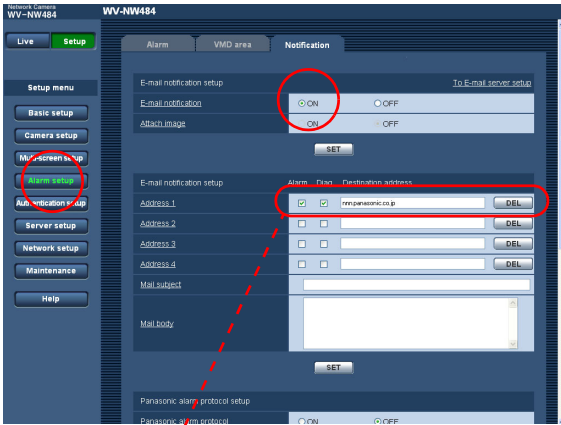 Network Camera
WV-NW484
WV-NW484
Live
Setup
Alarm
VMD area
Notification
Setup menu
Basic setup
Camera setup
Multi-screen setup
Alarm setup
Authentication setup
Server setup
Network setup
Maintenance
Help
E-mail notification setup
To E-mail server setup
E-mail notification
ON
OFF
Attach image
ON
OFF
SET
E-mail notification setup
Alarm
Diag.
Destination address
Address 1
nnn.panasonic.co.jp
DEL
Address 2
DEL
Address 3
DEL
Address 4
DEL
Mail subject
Mail body
SET
Panasonic alarm protocol setup
Panasonic alarm protocol
ON
OFF